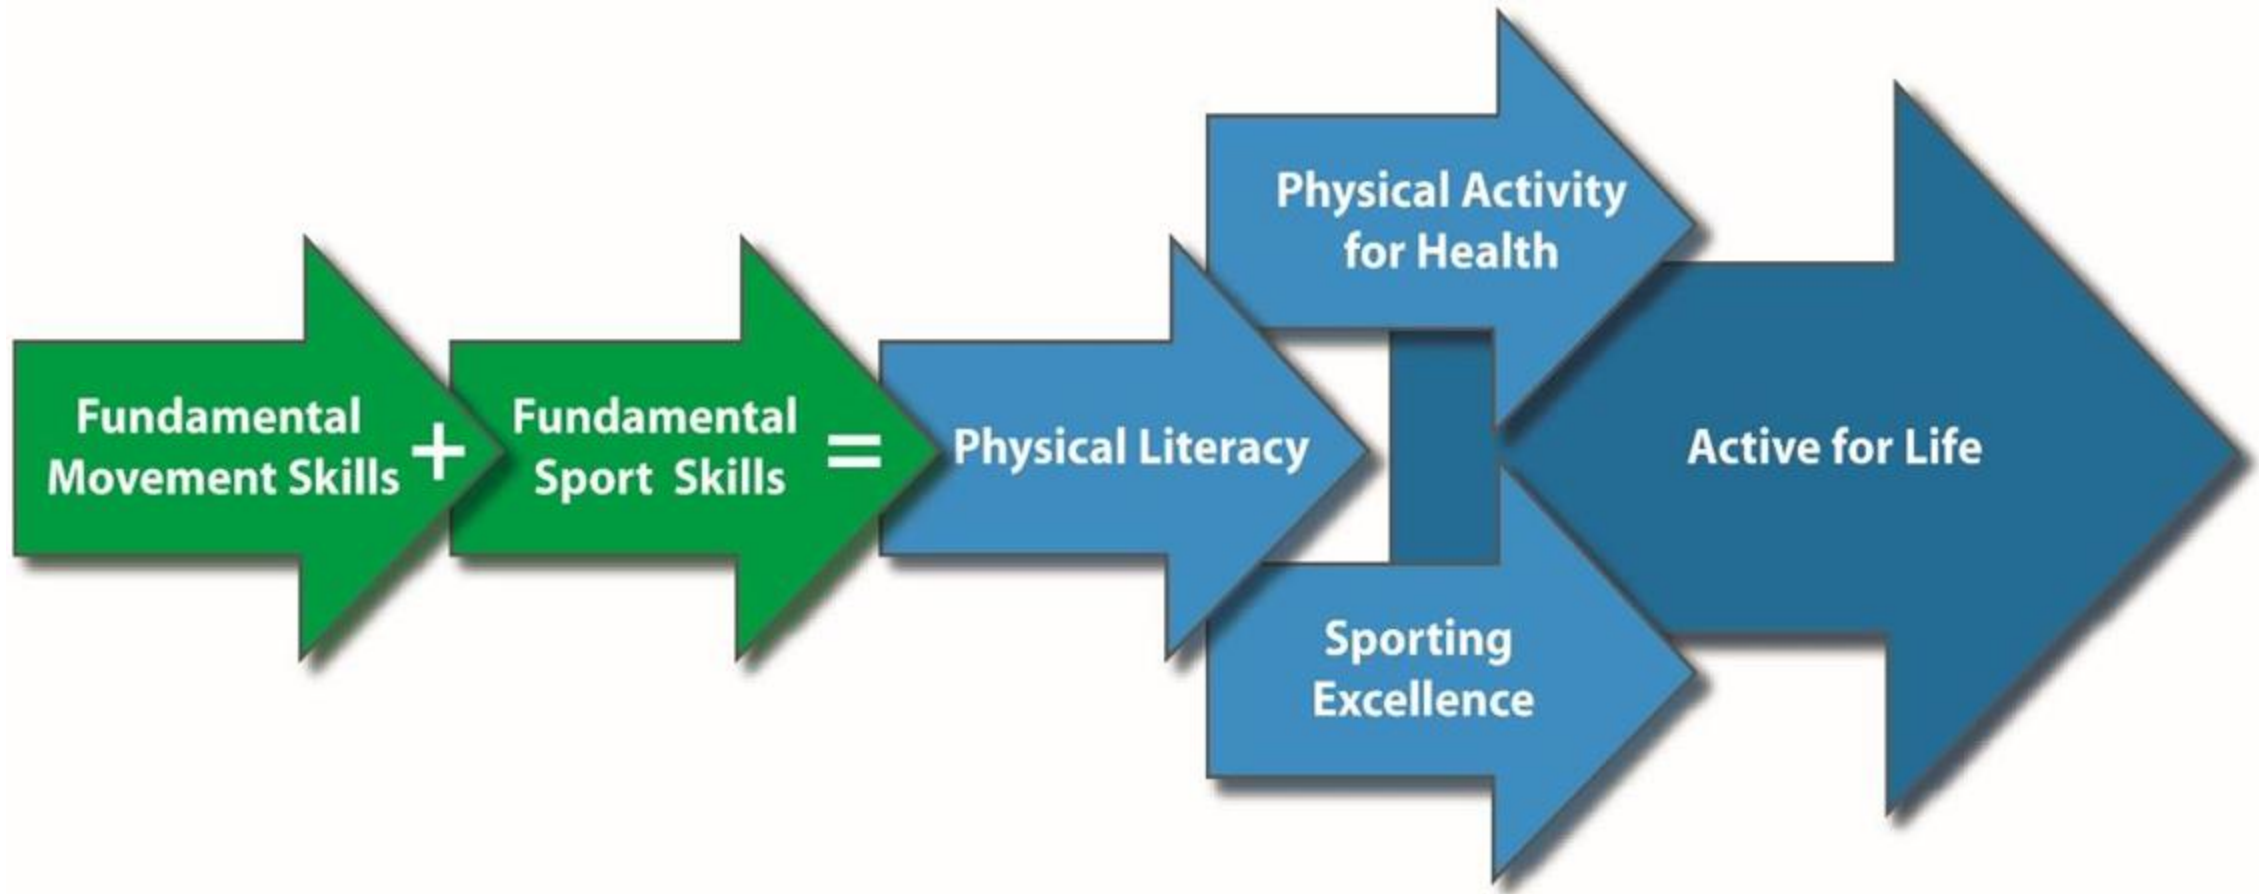 Fundamental
Movement Skills +
Fundamental
Sport Skills =
Physical Literacy
Physical Activity
for Health
Sporting
Excellence
Active for Life